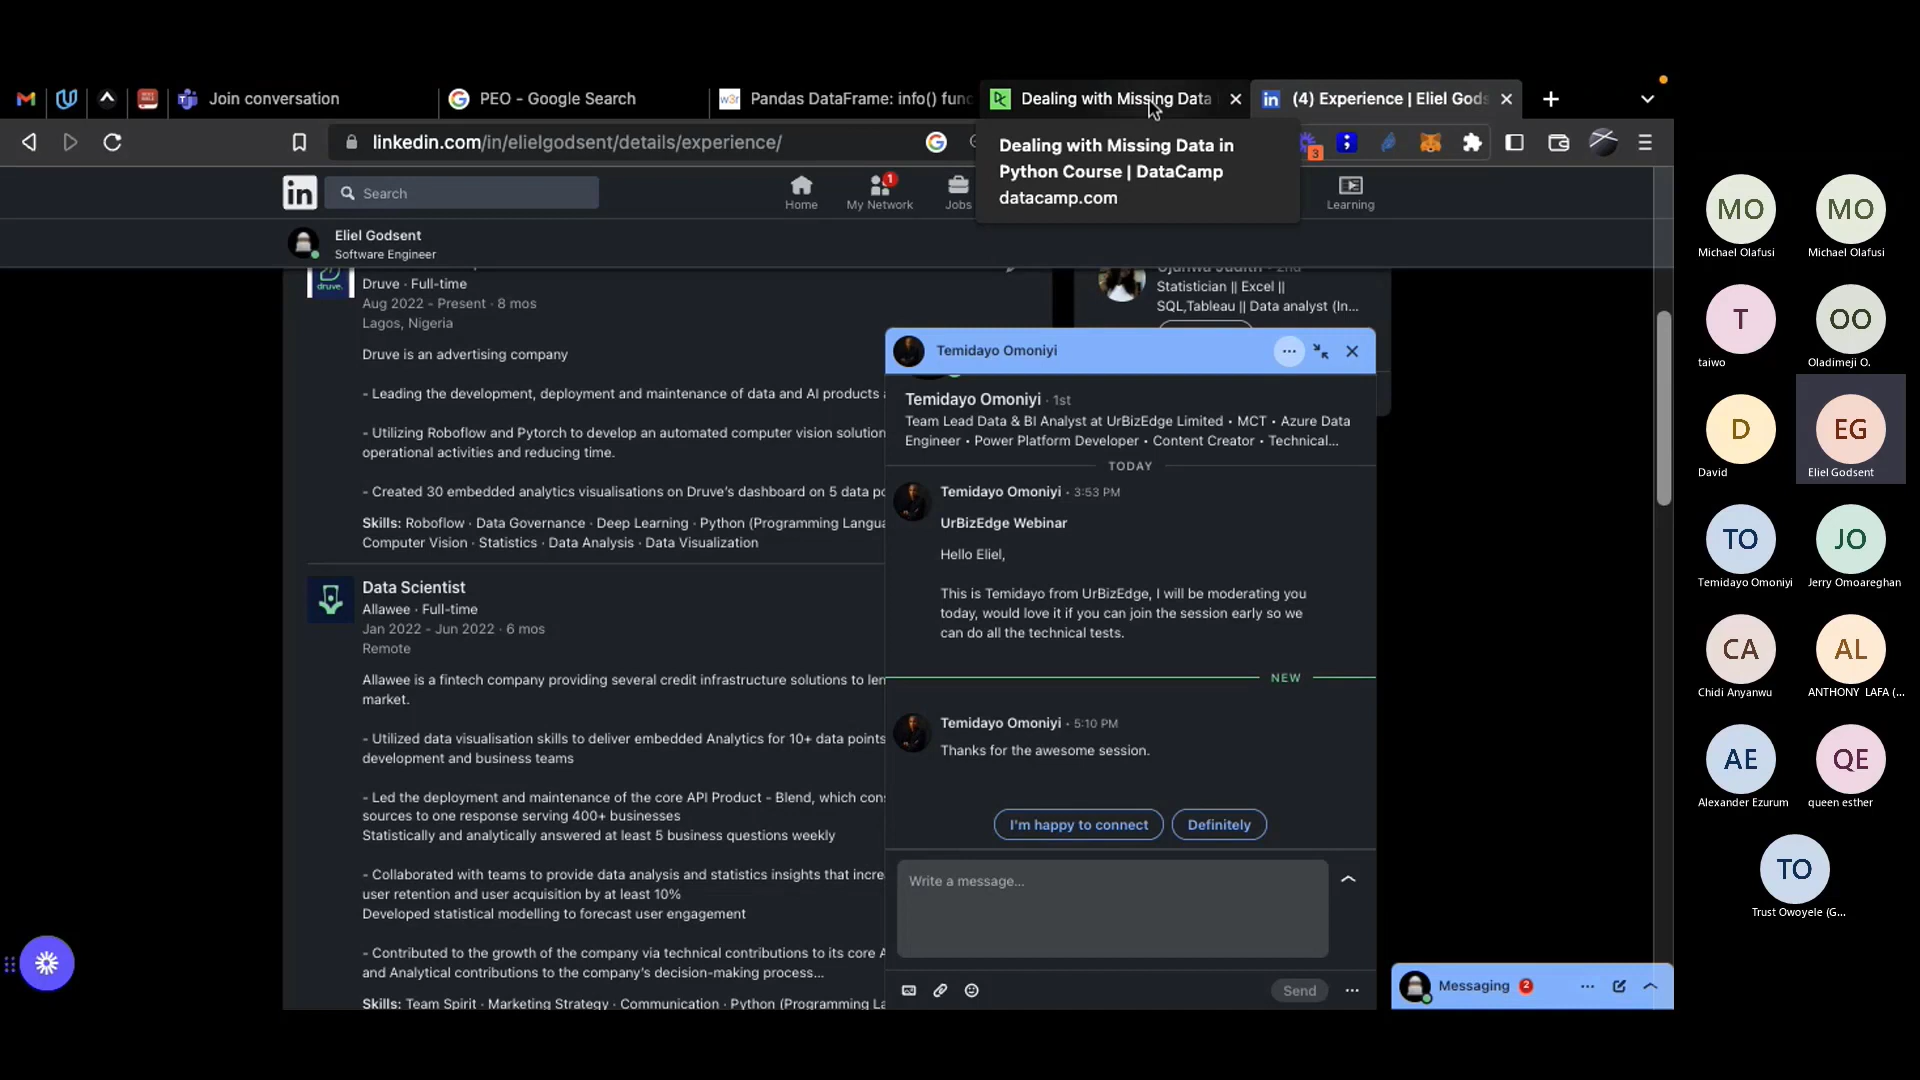 Join conversation
PEO - Google Search
w3r
Pandas DataFrame: info() func
Dealing with Missing Data
(4) Experience | Eliel Gods
linkedin.com/in/elielgodsent/details/experience/
3
Dealing with Missing Data in
Python Course | DataCamp
datacamp.com
in
Search
Home
1
My Network
Jobs
Learning
Eliel Godsent
Software Engineer
druve.
Druve · Full-time
Aug 2022 - Present · 8 mos
Lagos, Nigeria
Druve is an advertising company
- Leading the development, deployment and maintenance of data and AI products
- Utilizing Roboflow and Pytorch to develop an automated computer vision solution
operational activities and reducing time.
- Created 30 embedded analytics visualisations on Druve's dashboard on 5 data po
Skills: Roboflow · Data Governance · Deep Learning · Python (Programming Langua
Computer Vision · Statistics · Data Analysis · Data Visualization
Data Scientist
Allawee · Full-time
Jan 2022 - Jun 2022 · 6 mos
Remote
Allawee is a fintech company providing several credit infrastructure solutions to len
market.
- Utilized data visualisation skills to deliver embedded Analytics for 10+ data points
development and business teams
- Led the deployment and maintenance of the core API Product - Blend, which cons
sources to one response serving 400+ businesses
Statistically and analytically answered at least 5 business questions weekly
- Collaborated with teams to provide data analysis and statistics insights that incre
user retention and user acquisition by at least 10%
Developed statistical modelling to forecast user engagement
- Contributed to the growth of the company via technical contributions to its core A
and Analytical contributions to the company's decision-making process...
Skills: Team Spirit · Marketing Strategy · Communication · Python (Programming La
Statistician || Excel ||
SQL,Tableau || Data analyst (In...
Temidayo Omoniyi
Temidayo Omoniyi · 1st
Team Lead Data & BI Analyst at UrBizEdge Limited • MCT • Azure Data
Engineer • Power Platform Developer • Content Creator • Technical...
TODAY
Temidayo Omoniyi • 3:53 PM
UrBizEdge Webinar
Hello Eliel,
This is Temidayo from UrBizEdge, I will be moderating you
today, would love it if you can join the session early so we
can do all the technical tests.
NEW
Temidayo Omoniyi • 5:10 PM
Thanks for the awesome session.
I'm happy to connect
Definitely
Write a message...
Send
Messaging 2
MO
Michael Olafusi
MO
Michael Olafusi
T
taiwo
OO
Oladimeji O.
D
David
EG
Eliel Godsent
TO
Temidayo Omoniyi
JO
Jerry Omoareghan
CA
Chidi Anyanwu
AL
ANTHONY LAFA (...
AE
Alexander Ezurum
QE
queen esther
TO
Trust Owoyele (G...